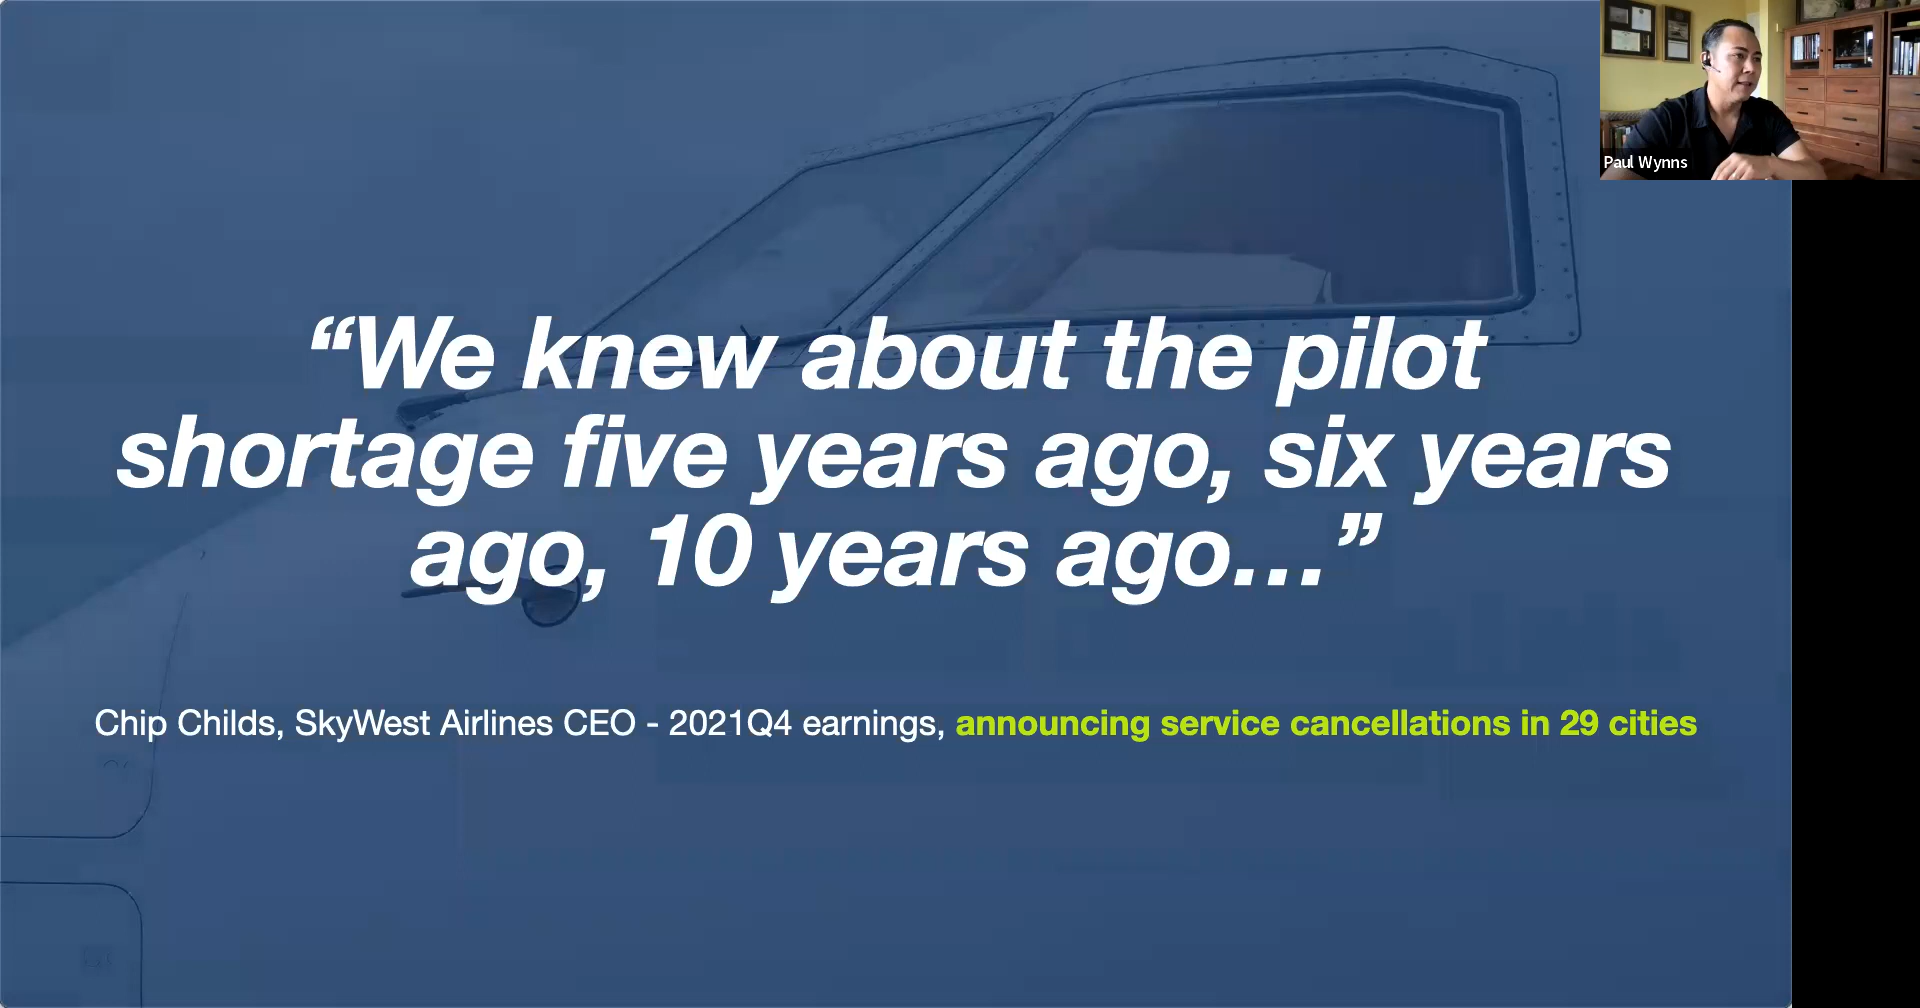 Paul Wynns
“We knew about the pilot
shortage five years ago, six years
ago, 10 years ago…”
Chip Childs, SkyWest Airlines CEO - 2021Q4 earnings, announcing service cancellations in 29 cities